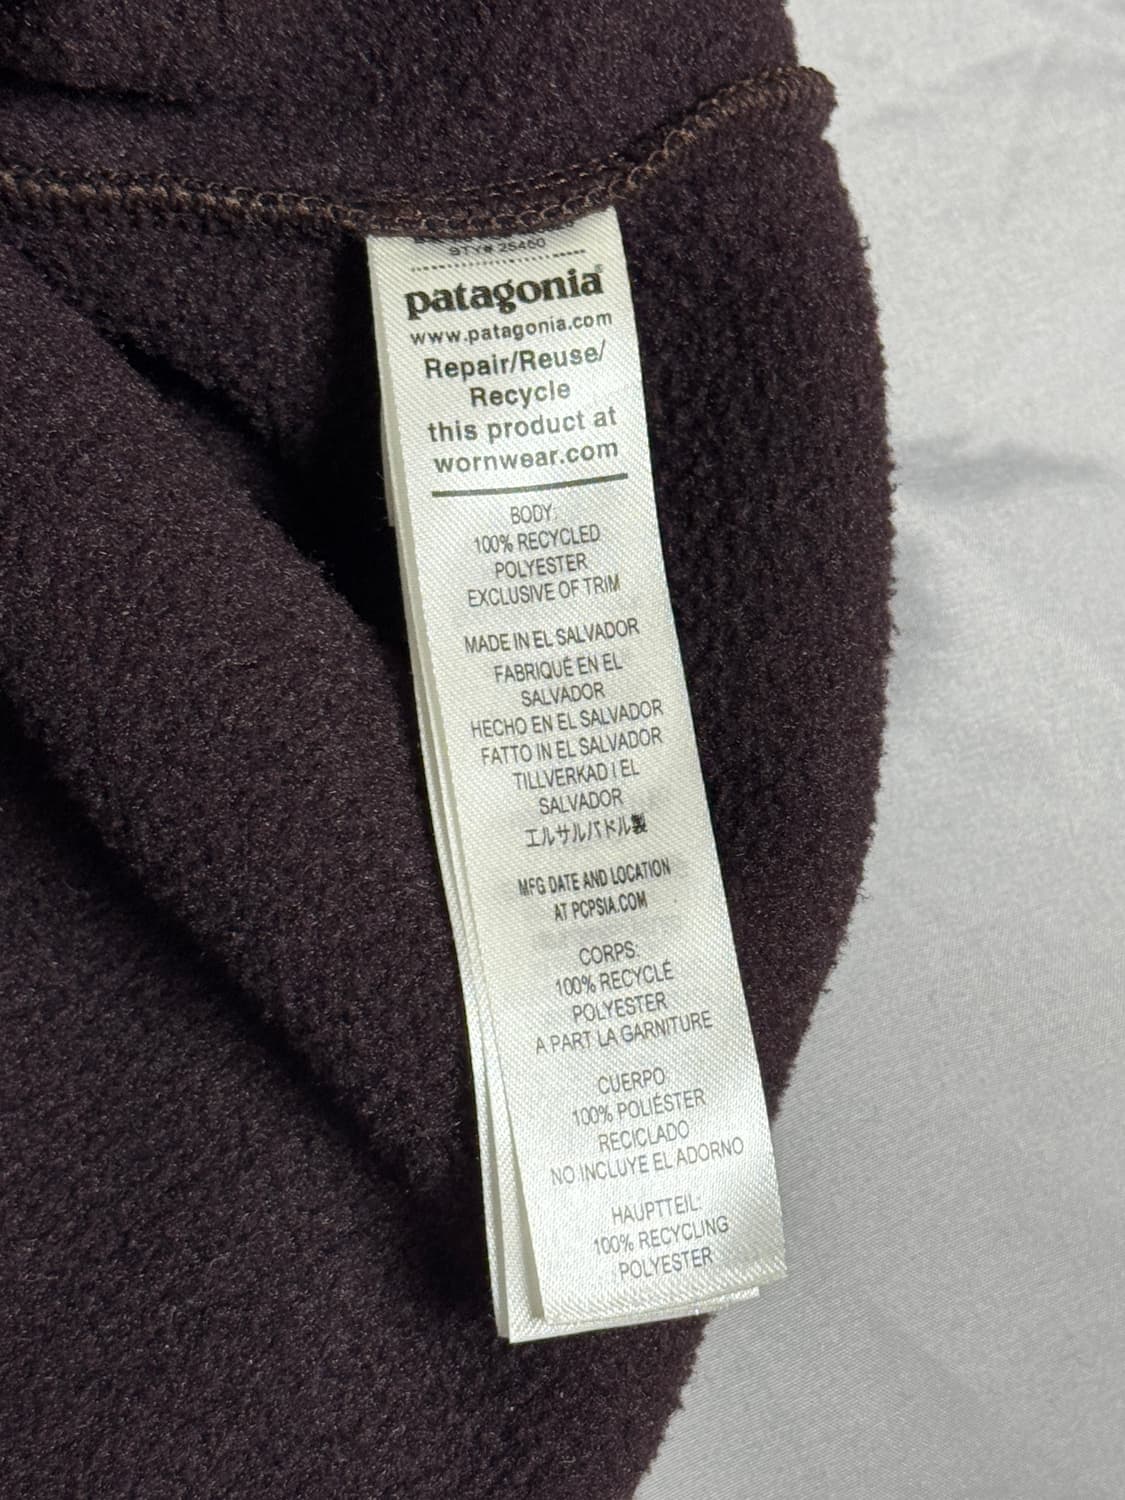 STY# 25460
patagonia®
www.patagonia.com
Repair/Reuse/
Recycle
this product at
wornwear.com
BODY:
100% RECYCLED
POLYESTER
EXCLUSIVE OF TRIM
MADE IN EL SALVADOR
FABRIQUÉ EN EL
SALVADOR
HECHO EN EL SALVADOR
FATTO IN EL SALVADOR
TILLVERKAD I EL
SALVADOR
エルサルバドル製
MFG DATE AND LOCATION
AT PCPSIA.COM
CORPS:
100% RECYCLÉ
POLYESTER
A PART LA GARNITURE
CUERPO
100% POLIÉSTER
RECICLADO
NO INCLUYE EL ADORNO
HAUPTTEIL:
100% RECYCLING
POLYESTER